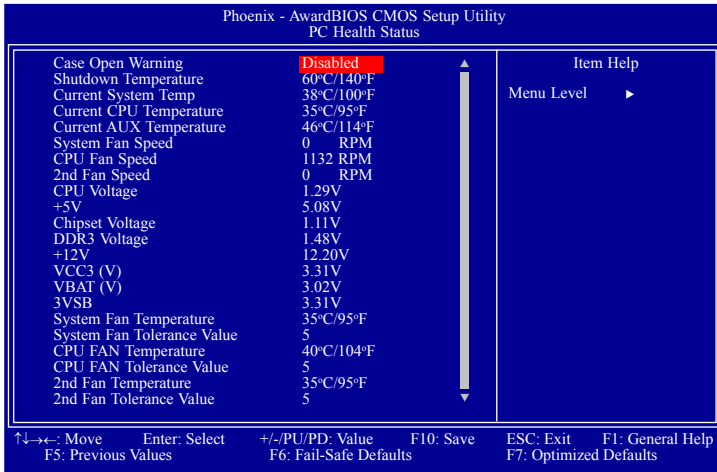 Phoenix - AwardBIOS CMOS Setup Utility
PC Health Status
Case Open Warning Disabled
Shutdown Temperature 60°C/140°F
Current System Temp 38°C/100°F
Current CPU Temperature 35°C/95°F
Current AUX Temperature 46°C/114°F
System Fan Speed 0 RPM
CPU Fan Speed 1132 RPM
2nd Fan Speed 0 RPM
CPU Voltage 1.29V
+5V 5.08V
Chipset Voltage 1.11V
DDR3 Voltage 1.48V
+12V 12.20V
VCC3 (V) 3.31V
VBAT (V) 3.02V
3VSB 3.31V
System Fan Temperature 35°C/95°F
System Fan Tolerance Value 5
CPU FAN Temperature 40°C/104°F
CPU FAN Tolerance Value 5
2nd Fan Temperature 35°C/95°F
2nd Fan Tolerance Value 5
Item Help
Menu Level ►
↑↓→←: Move Enter: Select +/-/PU/PD: Value F10: Save ESC: Exit F1: General Help
F5: Previous Values F6: Fail-Safe Defaults F7: Optimized Defaults